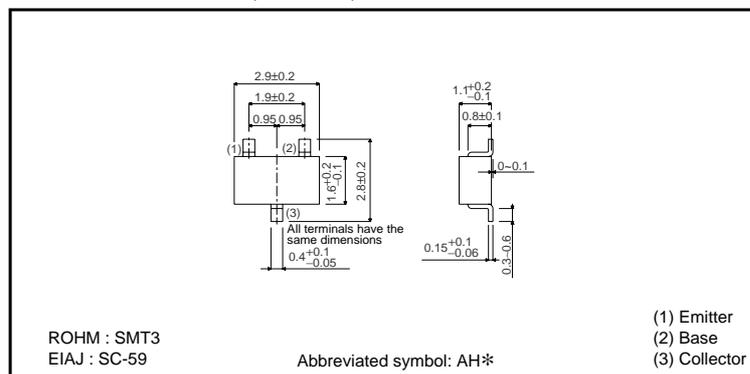 2.9±0.2
1.9±0.2
0.95 0.95
(1)
(2)
1.6+0.2
−0.1
2.8±0.2
(3)
All terminals have the
same dimensions
0.4+0.1
−0.05
1.1+0.2
−0.1
0.8±0.1
0~0.1
0.15+0.1
−0.06
0.3~0.6
ROHM : SMT3
EIAJ : SC-59
Abbreviated symbol: AH*
(1) Emitter
(2) Base
(3) Collector